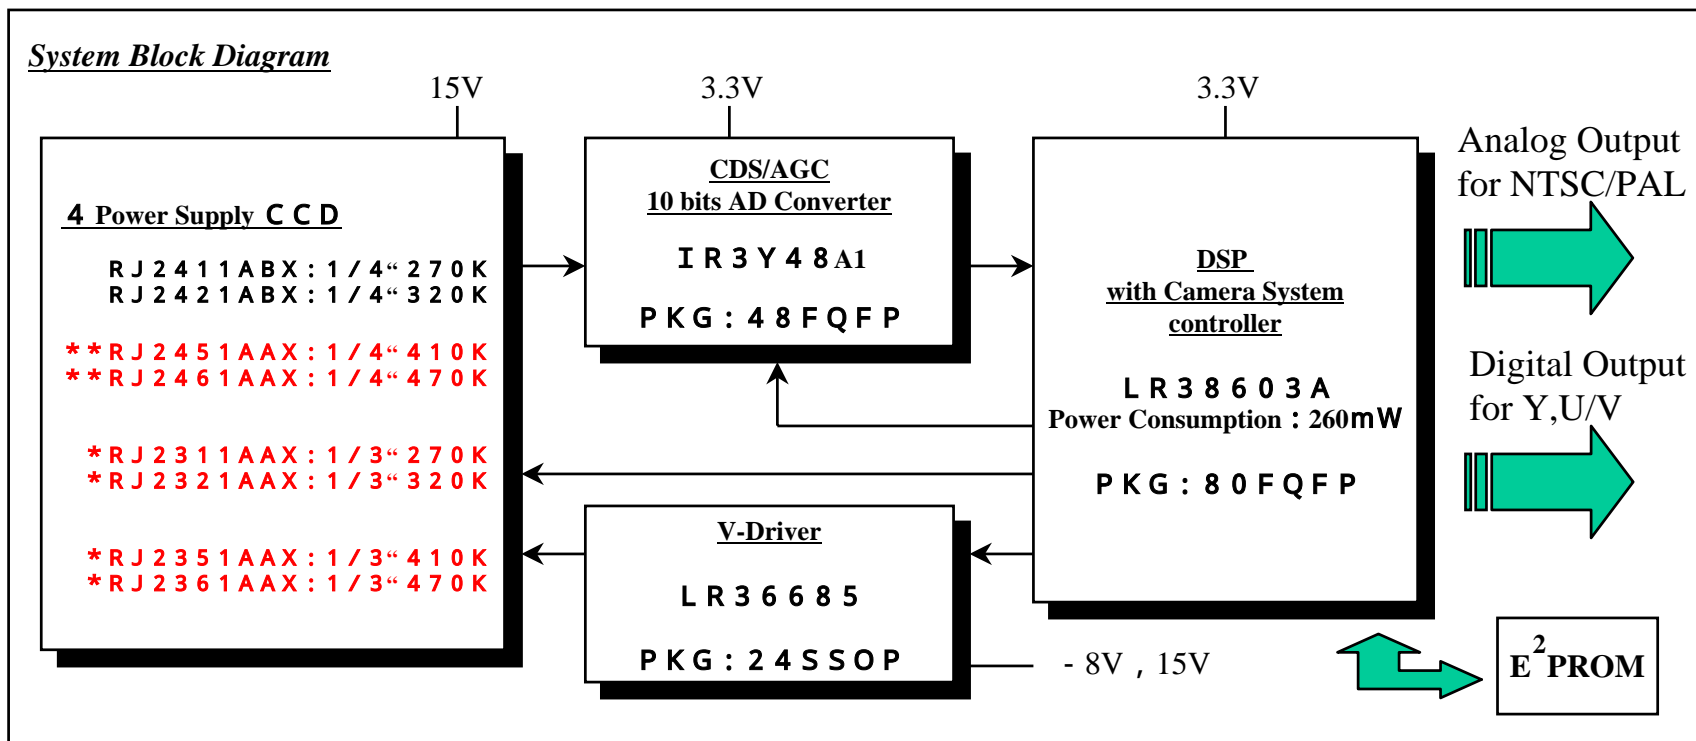 System Block Diagram
15V
3.3V
3.3V
4 Power Supply CCD
RJ2411ABX:1/4“270K
RJ2421ABX:1/4“320K
**RJ2451AAX:1/4“410K
**RJ2461AAX:1/4“470K
*RJ2311AAX:1/3“270K
*RJ2321AAX:1/3“320K
*RJ2351AAX:1/3“410K
*RJ2361AAX:1/3“470K
CDS/AGC
10 bits AD Converter
IR3Y48A1
PKG:48FQFP
V-Driver
LR36685
PKG:24SSOP
- 8V , 15V
DSP
with Camera System
controller
LR38603A
Power Consumption : 260mW
PKG:80FQFP
Analog Output
for NTSC/PAL
Digital Output
for Y,U/V
E²PROM